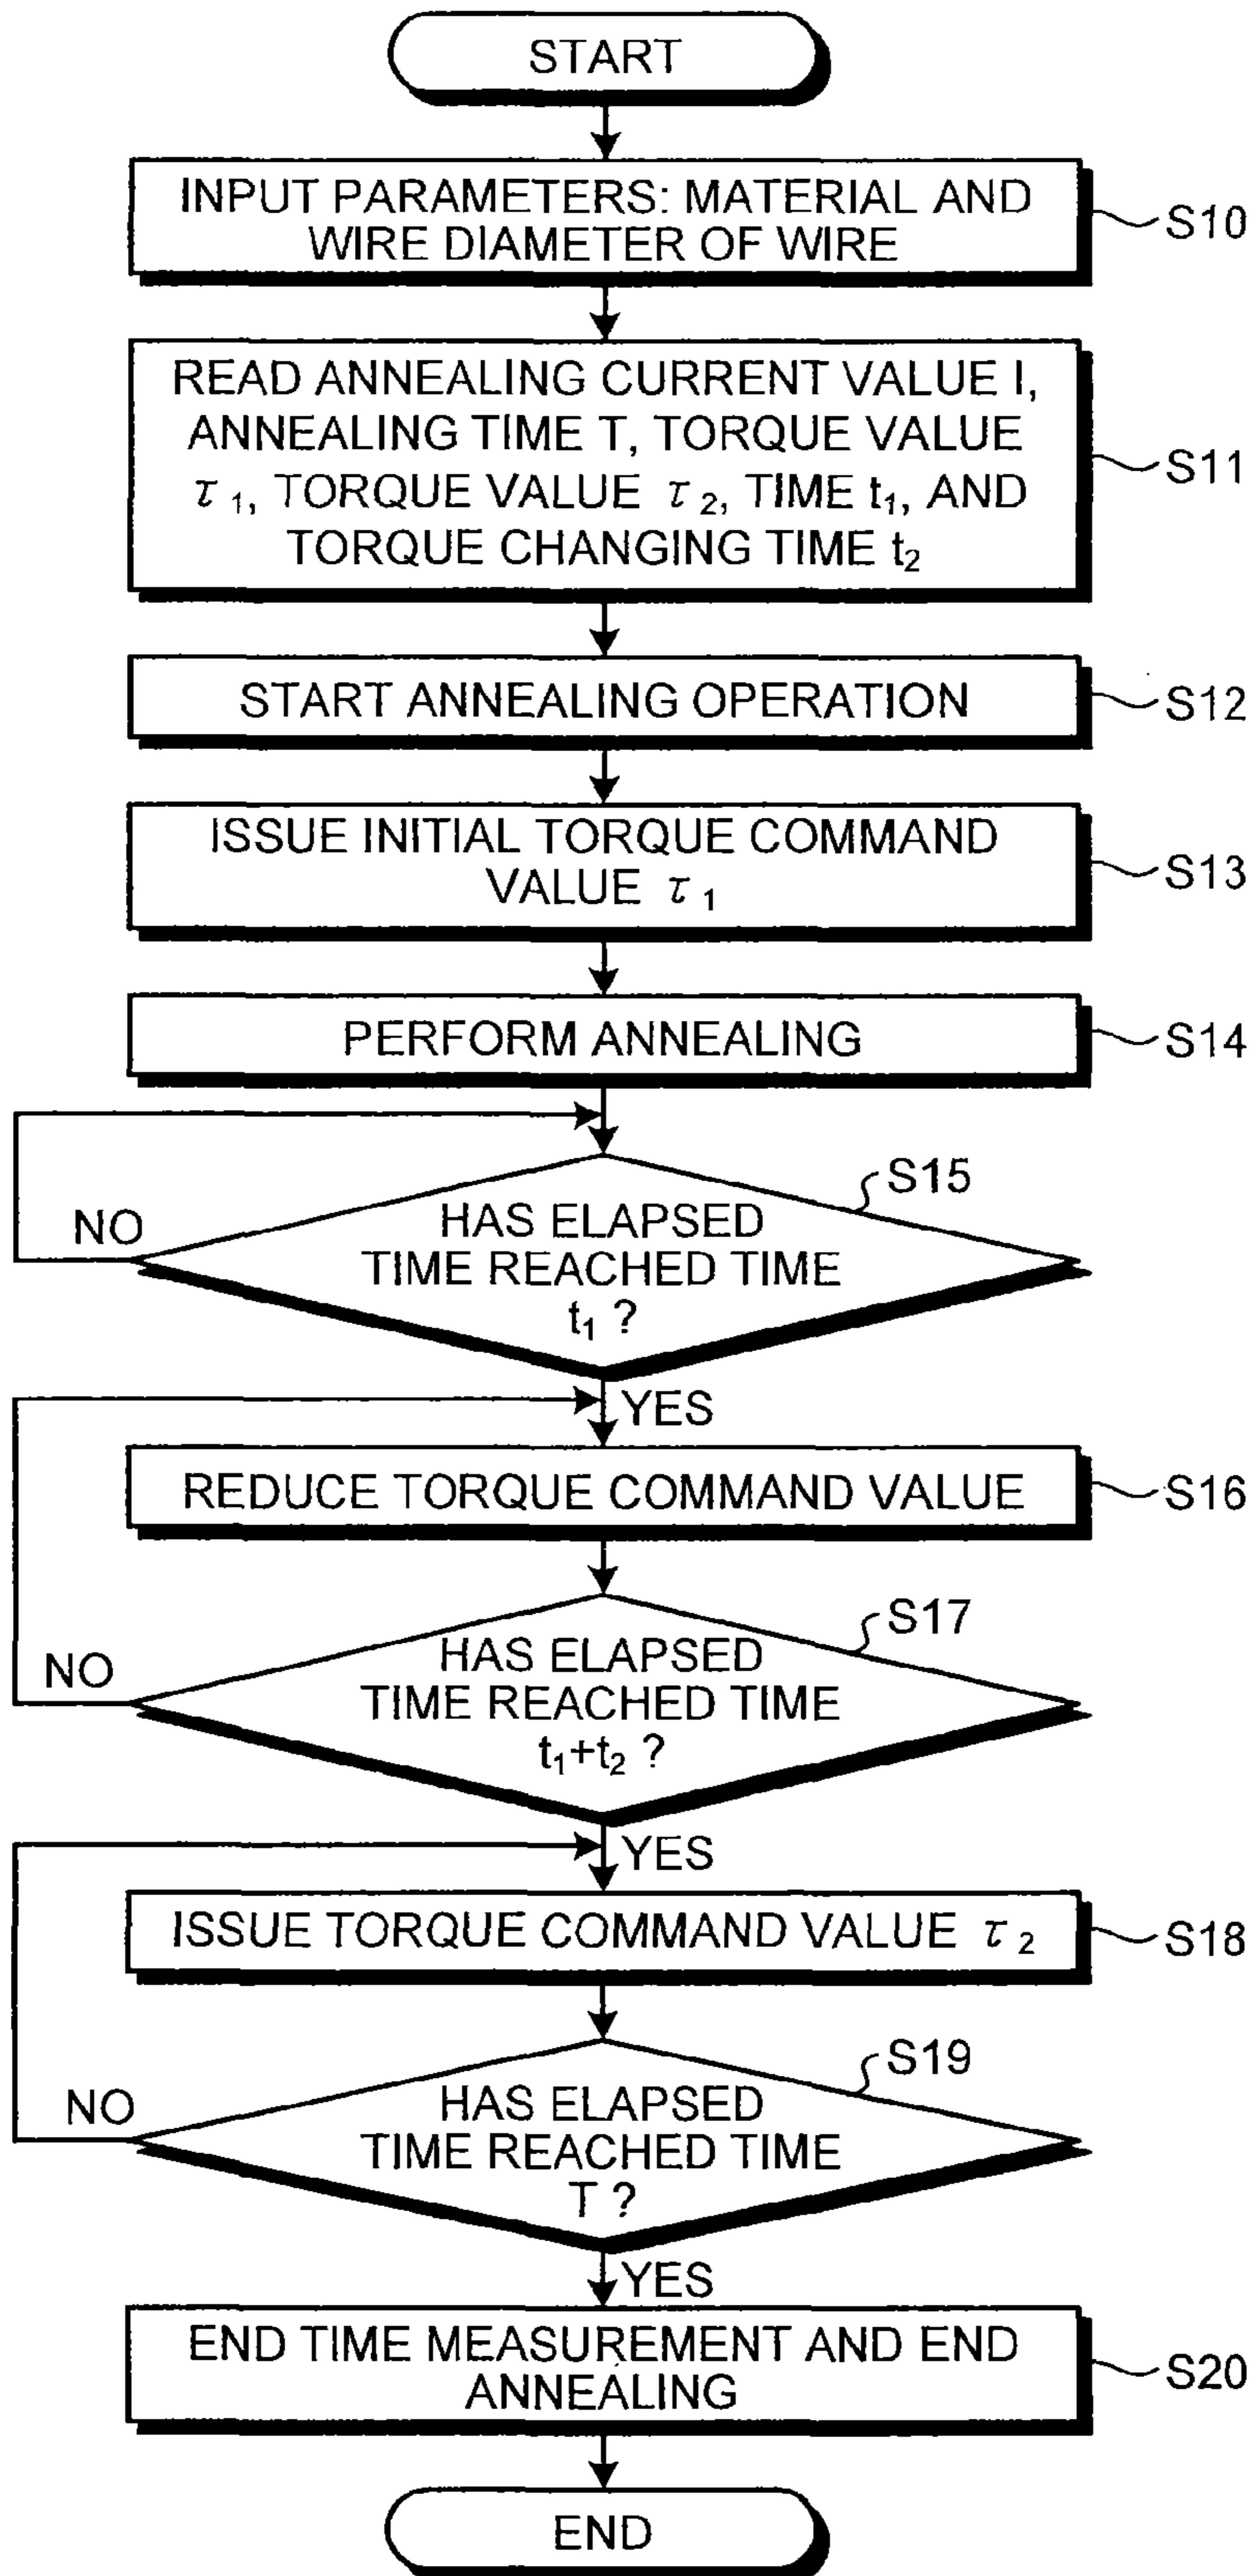 START
INPUT PARAMETERS: MATERIAL AND
WIRE DIAMETER OF WIRE
S10
READ ANNEALING CURRENT VALUE I,
ANNEALING TIME T, TORQUE VALUE
τ₁, TORQUE VALUE τ₂, TIME t₁, AND
TORQUE CHANGING TIME t₂
S11
START ANNEALING OPERATION
S12
ISSUE INITIAL TORQUE COMMAND
VALUE τ₁
S13
PERFORM ANNEALING
S14
S15
HAS ELAPSED
TIME REACHED TIME
t₁ ?
NO
YES
REDUCE TORQUE COMMAND VALUE
S16
S17
HAS ELAPSED
TIME REACHED TIME
t₁+t₂ ?
NO
YES
ISSUE TORQUE COMMAND VALUE τ₂
S18
S19
HAS ELAPSED
TIME REACHED TIME
T ?
NO
YES
END TIME MEASUREMENT AND END
ANNEALING
S20
END